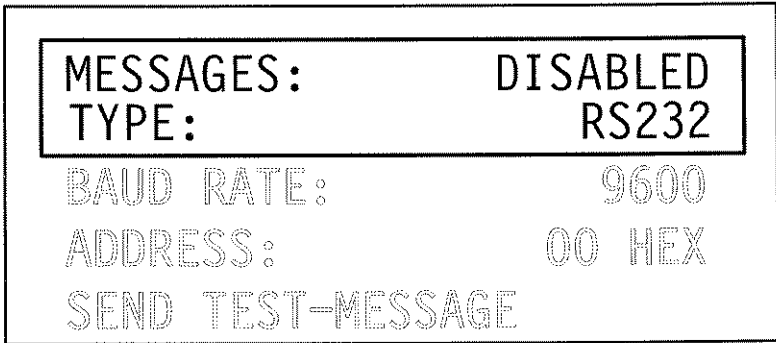 MESSAGES: DISABLED
TYPE: RS232
BAUD RATE: 9600
ADDRESS: 00 HEX
SEND TEST-MESSAGE